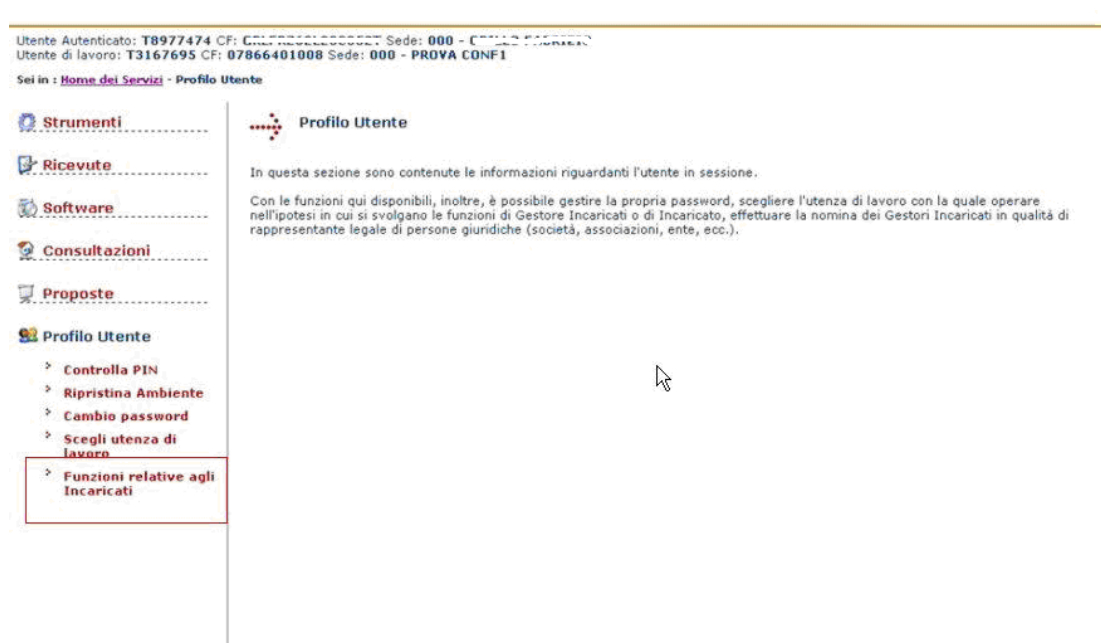 Utente Autenticato: T8977474 CF: Sede: 000 -
Utente di lavoro: T3167695 CF: 07866401008 Sede: 000 - PROVA CONF1
Sei in : Home dei Servizi - Profilo Utente
Strumenti
Ricevute
Software
Consultazioni
Proposte
Profilo Utente
Controlla PIN
Ripristina Ambiente
Cambio password
Scegli utenza di
lavoro
Funzioni relative agli
Incaricati
Profilo Utente
In questa sezione sono contenute le informazioni riguardanti l'utente in sessione.
Con le funzioni qui disponibili, inoltre, è possibile gestire la propria password, scegliere l'utenza di lavoro con la quale operare
nell'ipotesi in cui si svolgano le funzioni di Gestore Incaricati o di Incaricato, effettuare la nomina dei Gestori Incaricati in qualità di
rappresentante legale di persone giuridiche (società, associazioni, ente, ecc.).